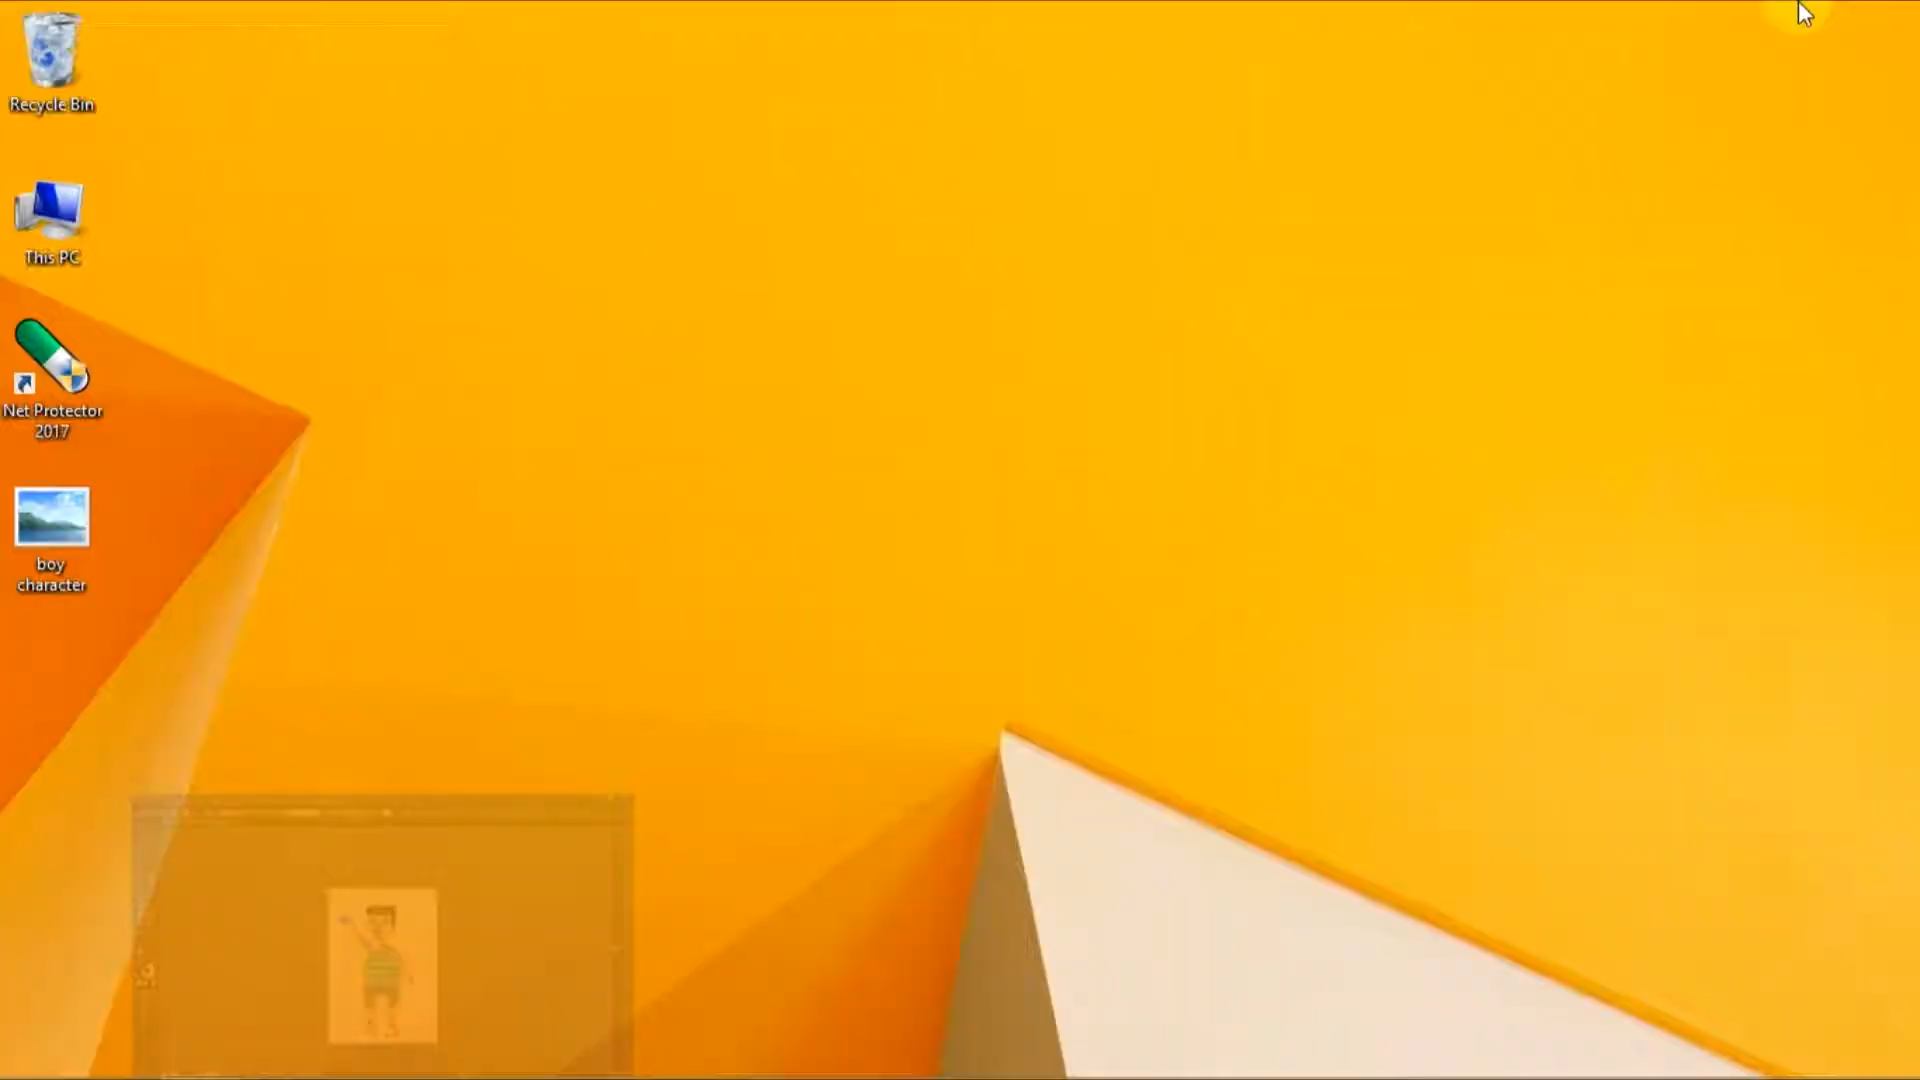 Recycle Bin
This PC
Net Protector
2017
boy
character